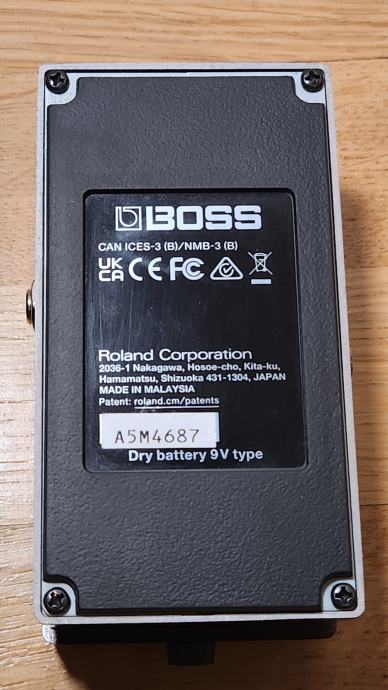 BOSS
CAN ICES-3 (B)/NMB-3 (B)
UK
CA CE FC
Roland Corporation
2036-1 Nakagawa, Hosoe-cho, Kita-ku,
Hamamatsu, Shizuoka 431-1304, JAPAN
MADE IN MALAYSIA
Patent: roland.cm/patents
A5M4687
Dry battery 9V type